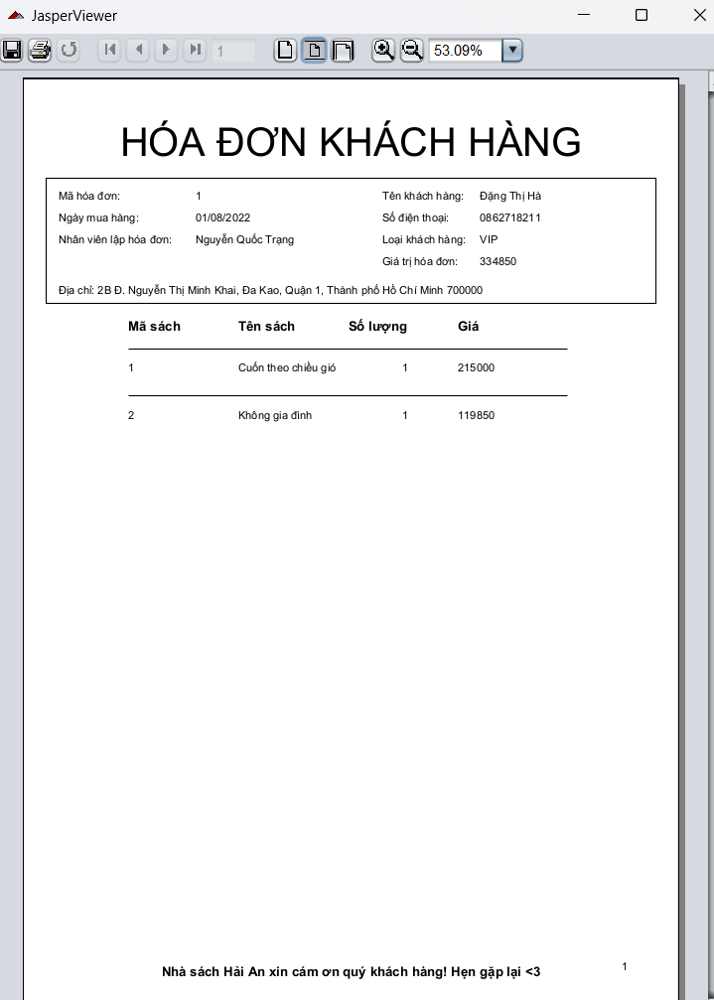 JasperViewer
1
53.09%
HÓA ĐƠN KHÁCH HÀNG
Mã hóa đơn: 1 Tên khách hàng: Đặng Thị Hà
Ngày mua hàng: 01/08/2022 Số điện thoại: 0862718211
Nhân viên lập hóa đơn: Nguyễn Quốc Trạng Loại khách hàng: VIP
Giá trị hóa đơn: 334850
Địa chỉ: 2B Đ. Nguyễn Thị Minh Khai, Đa Kao, Quận 1, Thành phố Hồ Chí Minh 700000
Mã sách Tên sách Số lượng Giá
1 Cuốn theo chiều gió 1 215000
2 Không gia đình 1 119850
Nhà sách Hải An xin cám ơn quý khách hàng! Hẹn gặp lại <3
1